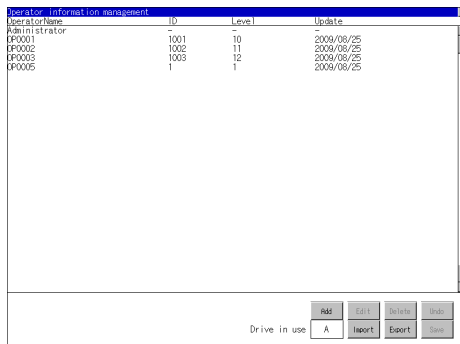 Operator information management
OperatorName ID Level Update
Administrator - - -
OP0001 1001 10 2009/08/25
OP0002 1002 11 2009/08/25
OP0003 1003 12 2009/08/25
OP0005 1 1 2009/08/25
Add Edit Delete Undo
Drive in use A Import Export Save